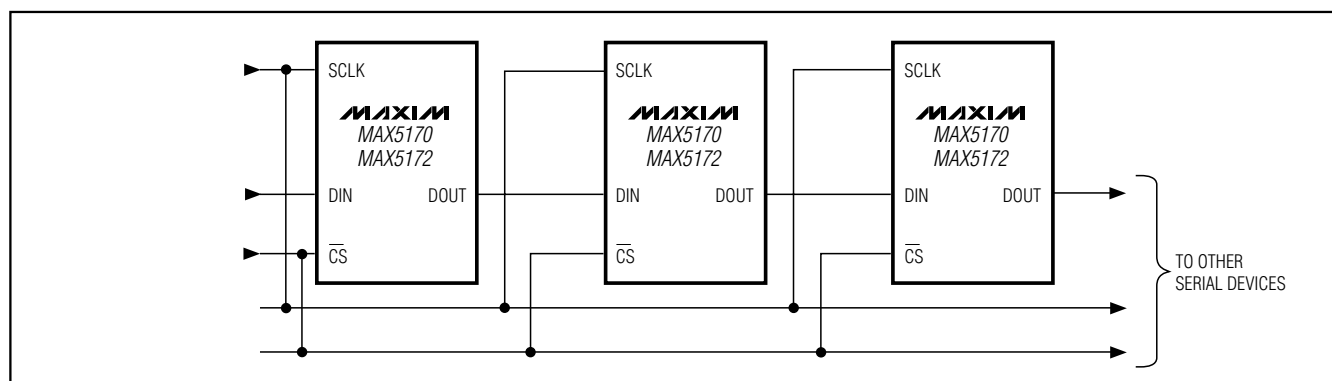 SCLK
MAXIM
MAX5170
MAX5172
DIN DOUT
CS
SCLK
MAXIM
MAX5170
MAX5172
DIN DOUT
CS
SCLK
MAXIM
MAX5170
MAX5172
DIN DOUT
CS
TO OTHER
SERIAL DEVICES